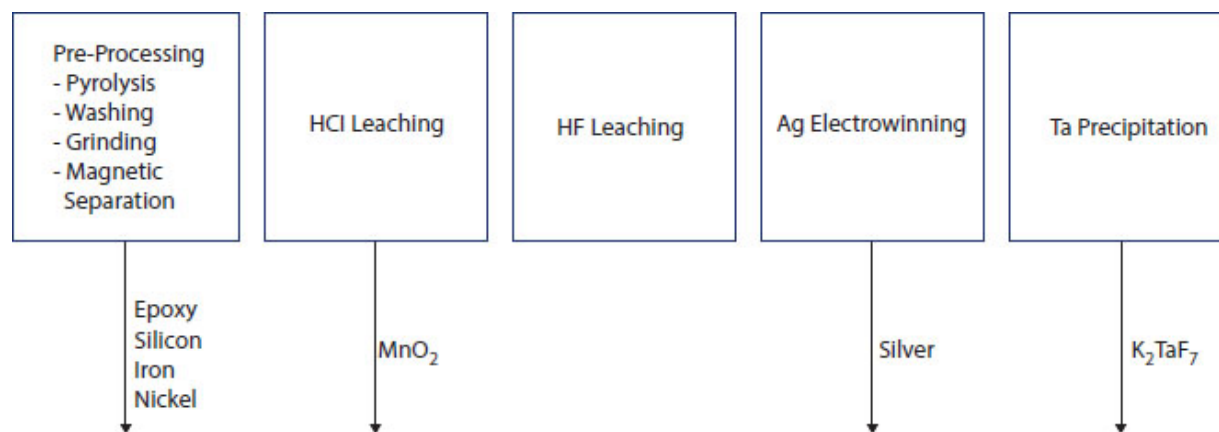 Pre-Processing
- Pyrolysis
- Washing
- Grinding
- Magnetic
Separation
HCl Leaching
HF Leaching
Ag Electrowinning
Ta Precipitation
Epoxy
Silicon
Iron
Nickel
MnO₂
Silver
K₂TaF₇